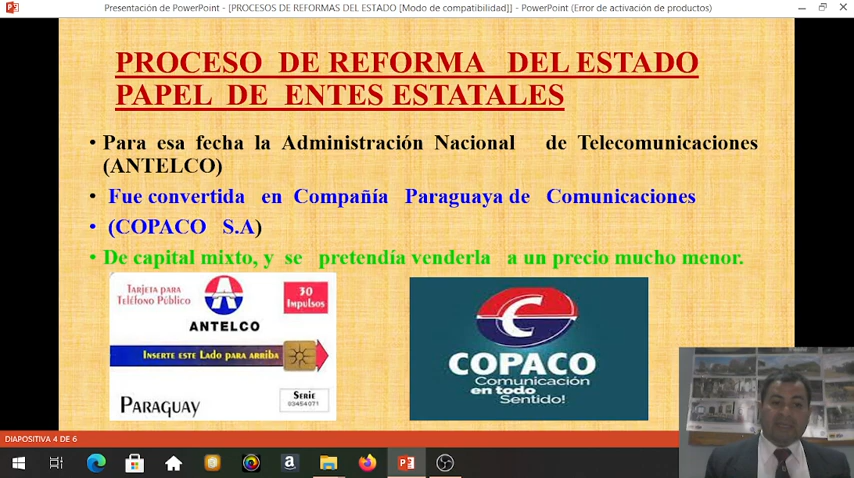 Presentación de PowerPoint - [PROCESOS DE REFORMAS DEL ESTADO [Modo de compatibilidad]] - PowerPoint (Error de activación de productos)
PROCESO DE REFORMA DEL ESTADO
PAPEL DE ENTES ESTATALES
• Para esa fecha la Administración Nacional de Telecomunicaciones
(ANTELCO)
• Fue convertida en Compañía Paraguaya de Comunicaciones
• (COPACO S.A)
• De capital mixto, y se pretendía venderla a un precio mucho menor.
TARJETA PARA
TELÉFONO PÚBLICO
30
IMPULSOS
ANTELCO
INSERTE ESTE LADO PARA ARRIBA
PARAGUAY
SERIE
03454071
COPACO
Comunicación
en todo
Sentido!
DIAPOSITIVA 4 DE 6